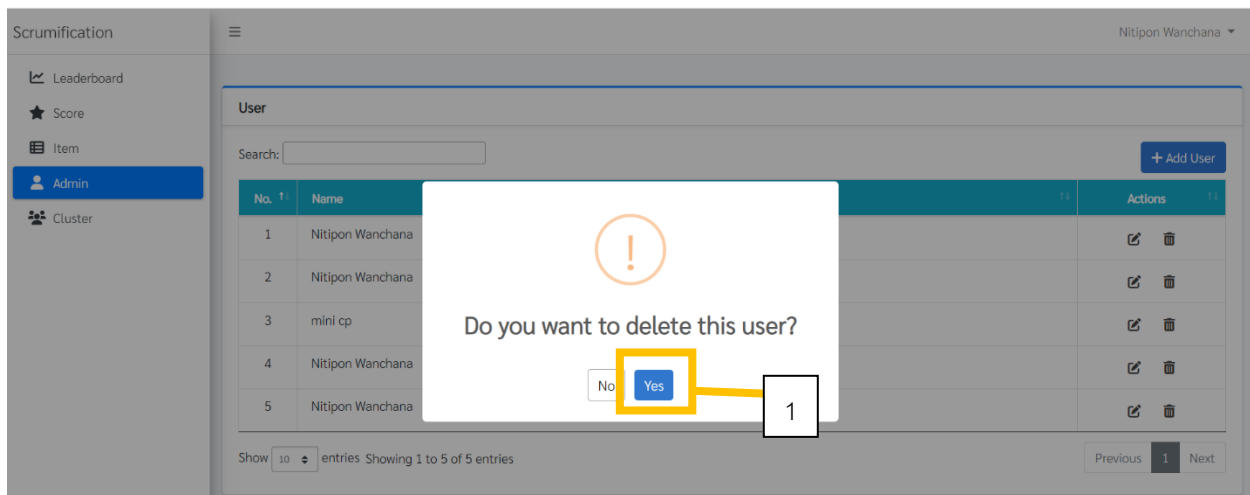 Scrumification
Nitipon Wanchana
Leaderboard
Score
Item
Admin
Cluster
User
Search:
+ Add User
No. Name Actions
1 Nitipon Wanchana
2 Nitipon Wanchana
3 mini cp
4 Nitipon Wanchana
5 Nitipon Wanchana
!
Do you want to delete this user?
No Yes
1
Show 10 entries Showing 1 to 5 of 5 entries
Previous 1 Next